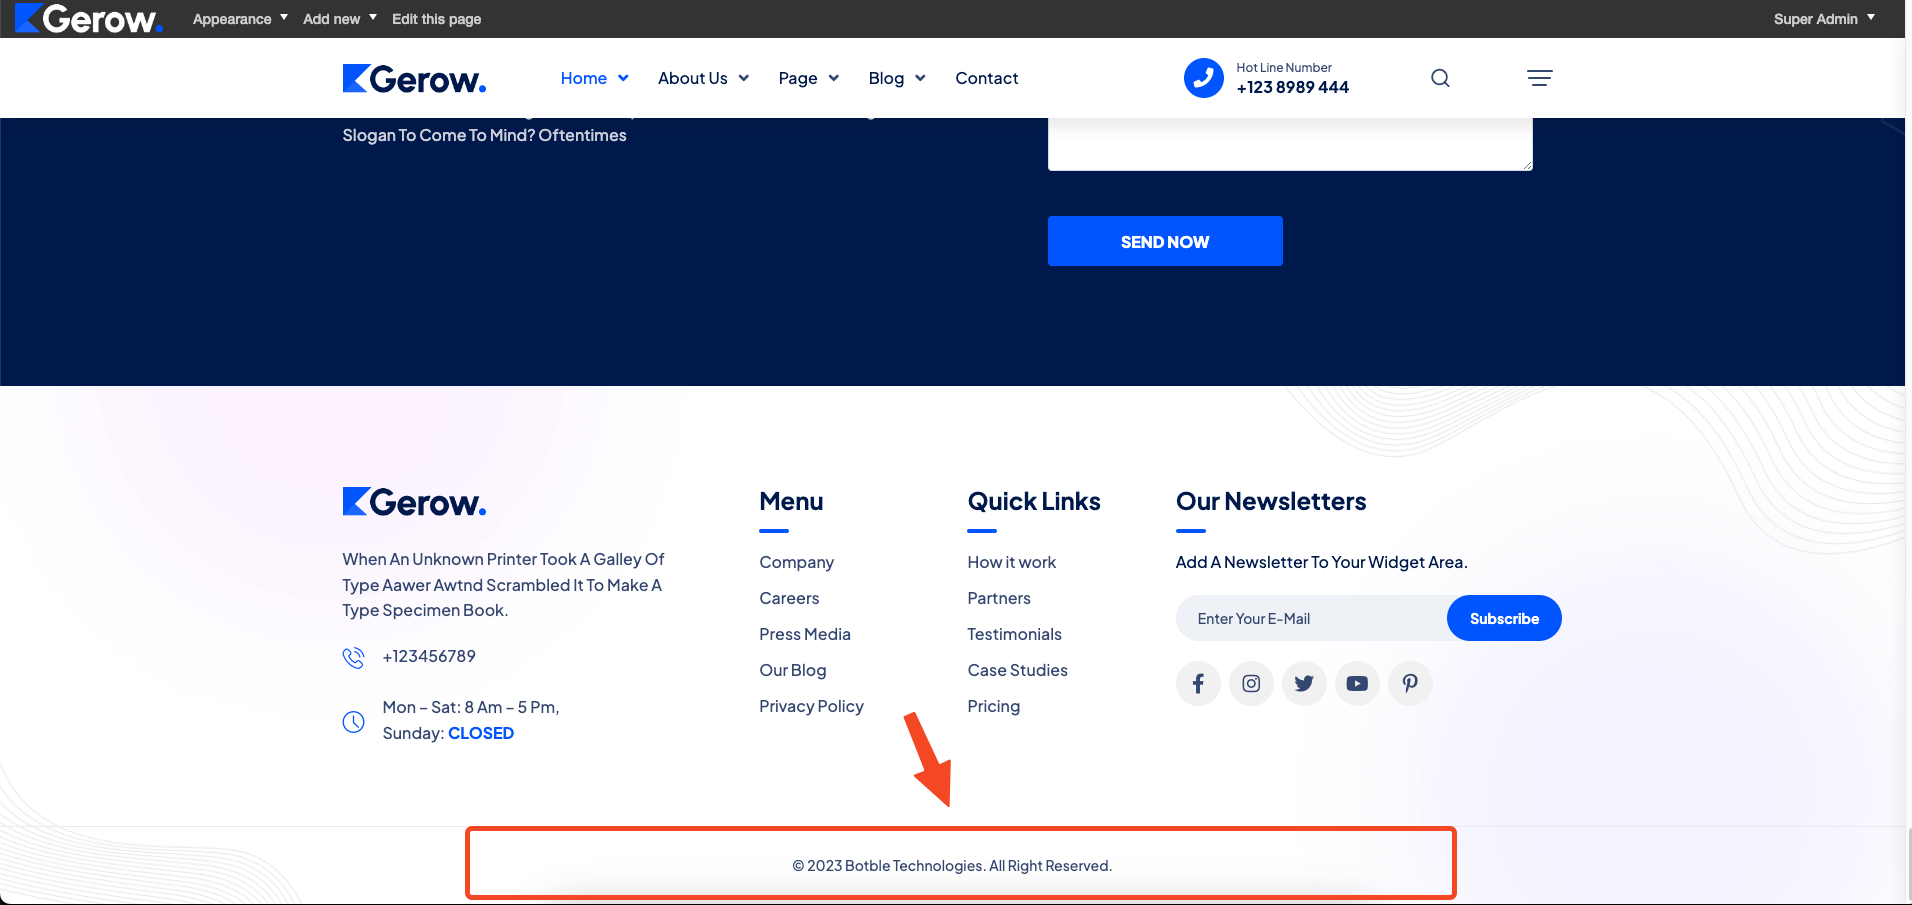 Gerow.
Appearance
Add new
Edit this page
Super Admin
Gerow.
Home
About Us
Page
Blog
Contact
Hot Line Number
+123 8989 444
Slogan To Come To Mind? Oftentimes
SEND NOW
Gerow.
When An Unknown Printer Took A Galley Of
Type Aawer Awtnd Scrambled It To Make A
Type Specimen Book.
+123456789
Mon – Sat: 8 Am – 5 Pm,
Sunday: CLOSED
Menu
Company
Careers
Press Media
Our Blog
Privacy Policy
Quick Links
How it work
Partners
Testimonials
Case Studies
Pricing
Our Newsletters
Add A Newsletter To Your Widget Area.
Enter Your E-Mail
Subscribe
© 2023 Botble Technologies. All Right Reserved.